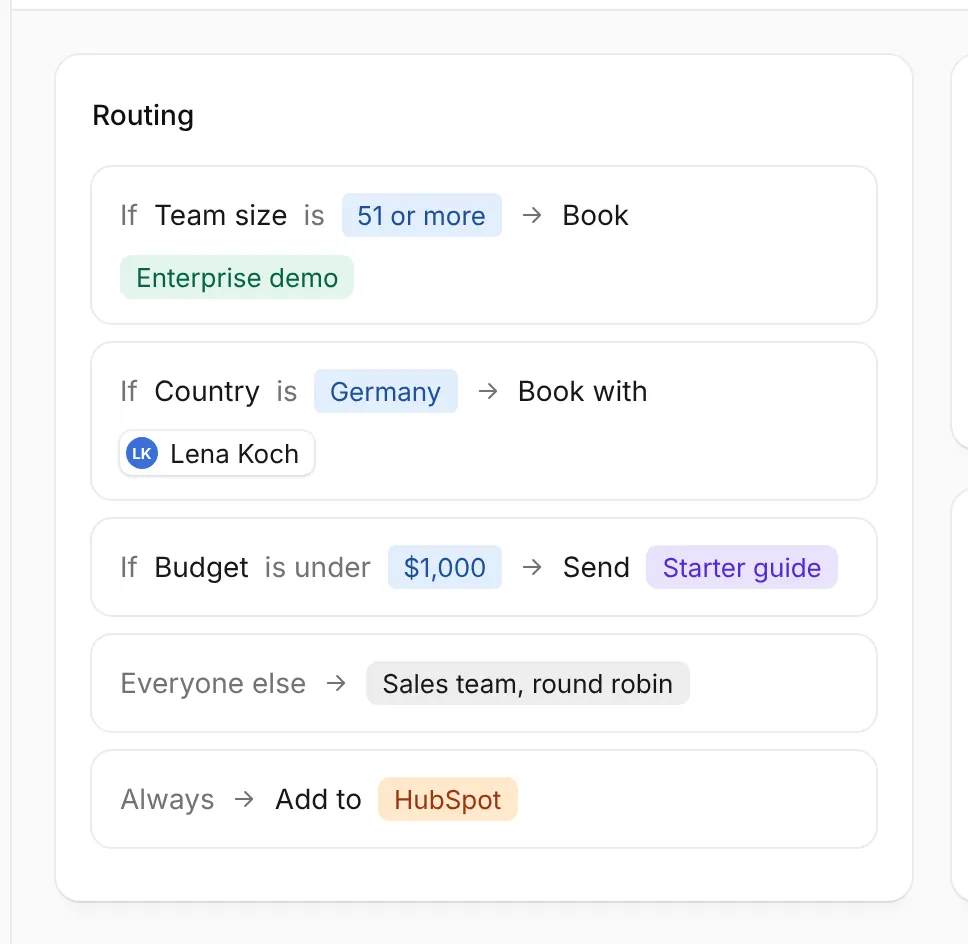 Routing
If Team size is 51 or more → Book
Enterprise demo
If Country is Germany → Book with
LK Lena Koch
If Budget is under $1,000 → Send Starter guide
Everyone else → Sales team, round robin
Always → Add to HubSpot